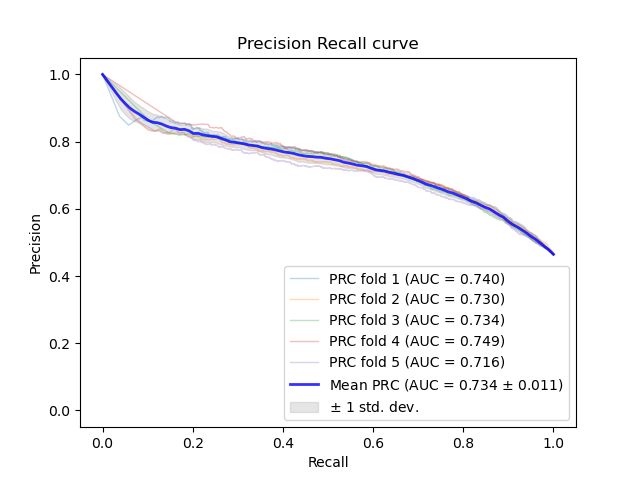 Precision Recall curve
1.0
0.8
0.6
0.4
0.2
0.0
Precision
0.0 0.2 0.4 0.6 0.8 1.0
Recall
PRC fold 1 (AUC = 0.740)
PRC fold 2 (AUC = 0.730)
PRC fold 3 (AUC = 0.734)
PRC fold 4 (AUC = 0.749)
PRC fold 5 (AUC = 0.716)
Mean PRC (AUC = 0.734 ± 0.011)
± 1 std. dev.